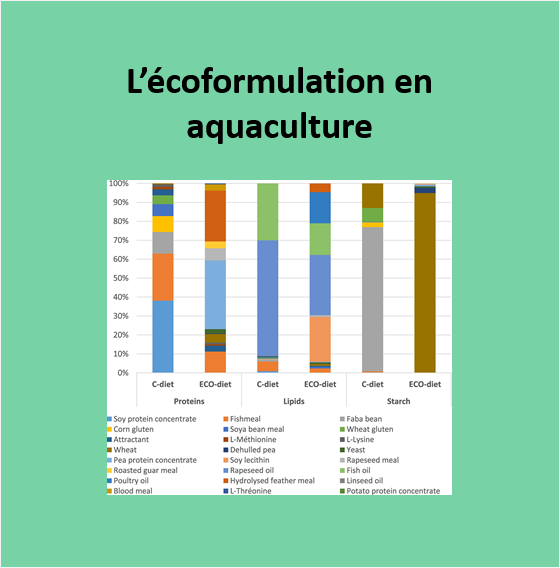 L’écoformulation en
aquaculture
100%
90%
80%
70%
60%
50%
40%
30%
20%
10%
0%
C-diet ECO-diet C-diet ECO-diet C-diet ECO-diet
Proteins Lipids Starch
Soy protein concentrate Fishmeal Faba bean
Corn gluten Soya bean meal Wheat gluten
Attractant L-Méthionine L-Lysine
Wheat Dehulled pea Yeast
Pea protein concentrate Soy lecithin Rapeseed meal
Roasted guar meal Rapeseed oil Fish oil
Poultry oil Hydrolysed feather meal Linseed oil
Blood meal L-Thréonine Potato protein concentrate